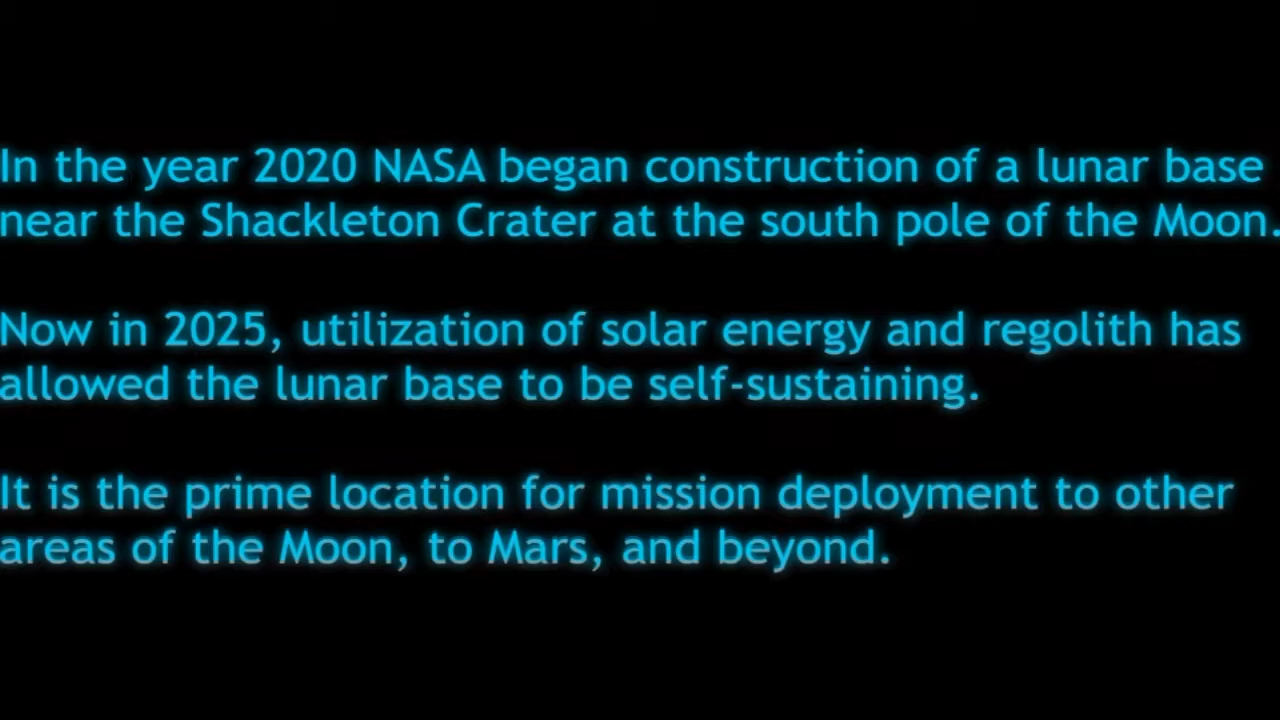 In the year 2020 NASA began construction of a lunar base
near the Shackleton Crater at the south pole of the Moon.
Now in 2025, utilization of solar energy and regolith has
allowed the lunar base to be self-sustaining.
It is the prime location for mission deployment to other
areas of the Moon, to Mars, and beyond.